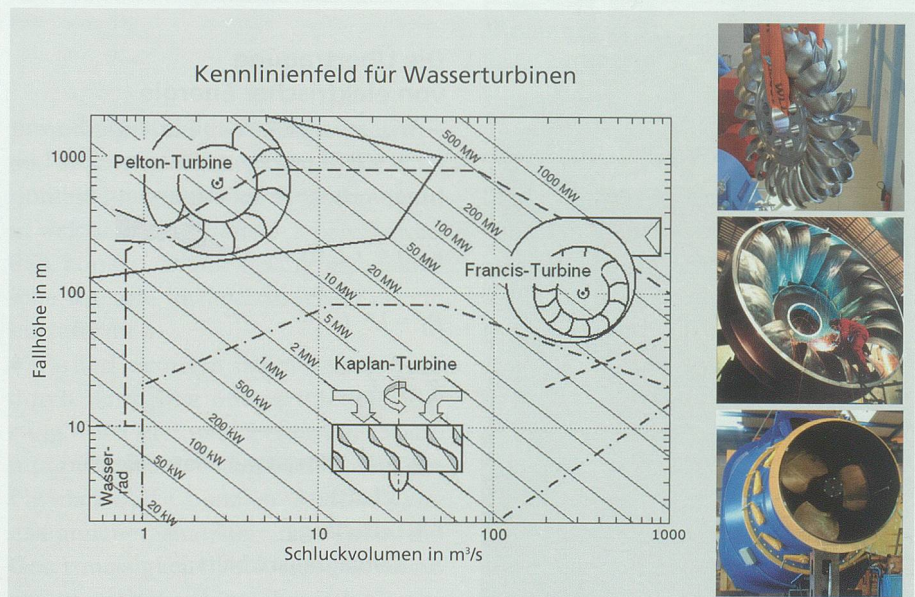 Kennlinienfeld für Wasserturbinen
Fallhöhe in m
1000
100
10
Pelton-Turbine
Francis-Turbine
Kaplan-Turbine
Wasser-
rad
500 MW
1000 MW
200 MW
100 MW
50 MW
20 MW
10 MW
5 MW
2 MW
1 MW
500 kW
200 kW
100 kW
50 kW
20 kW
1
10
100
1000
Schluckvolumen in m³/s